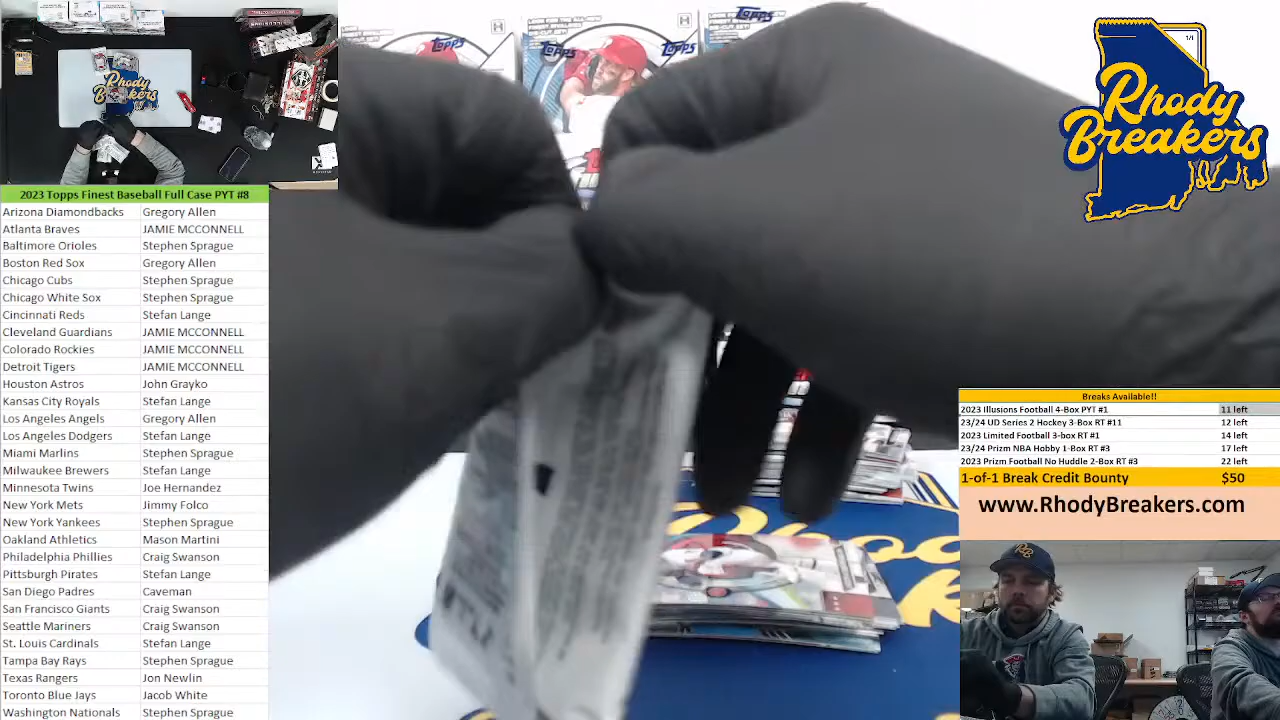 2023 Topps Finest Baseball Full Case PYT #8
Arizona Diamondbacks Gregory Allen
Atlanta Braves JAMIE MCCONNELL
Baltimore Orioles Stephen Sprague
Boston Red Sox Gregory Allen
Chicago Cubs Stephen Sprague
Chicago White Sox Stephen Sprague
Cincinnati Reds Stefan Lange
Cleveland Guardians JAMIE MCCONNELL
Colorado Rockies JAMIE MCCONNELL
Detroit Tigers JAMIE MCCONNELL
Houston Astros John Grayko
Kansas City Royals Stefan Lange
Los Angeles Angels Gregory Allen
Los Angeles Dodgers Stefan Lange
Miami Marlins Stephen Sprague
Milwaukee Brewers Stefan Lange
Minnesota Twins Joe Hernandez
New York Mets Jimmy Folco
New York Yankees Stephen Sprague
Oakland Athletics Mason Martini
Philadelphia Phillies Craig Swanson
Pittsburgh Pirates Stefan Lange
San Diego Padres Caveman
San Francisco Giants Craig Swanson
Seattle Mariners Craig Swanson
St. Louis Cardinals Stefan Lange
Tampa Bay Rays Stephen Sprague
Texas Rangers Jon Newlin
Toronto Blue Jays Jacob White
Washington Nationals Stephen Sprague
Rhody
Breakers
TOPPS
TOPPS
TOPPS
TOPPS
1/1
Rhody
Breakers
RI
Breaks Available!!
2023 Illusions Football 4-Box PYT #1 11 left
23/24 UD Series 2 Hockey 3-Box RT #11 12 left
2023 Limited Football 3-box RT #1 14 left
23/24 Prizm NBA Hobby 1-Box RT #3 17 left
2023 Prizm Football No Huddle 2-Box RT #3 22 left
1-of-1 Break Credit Bounty $50
www.RhodyBreakers.com
RB